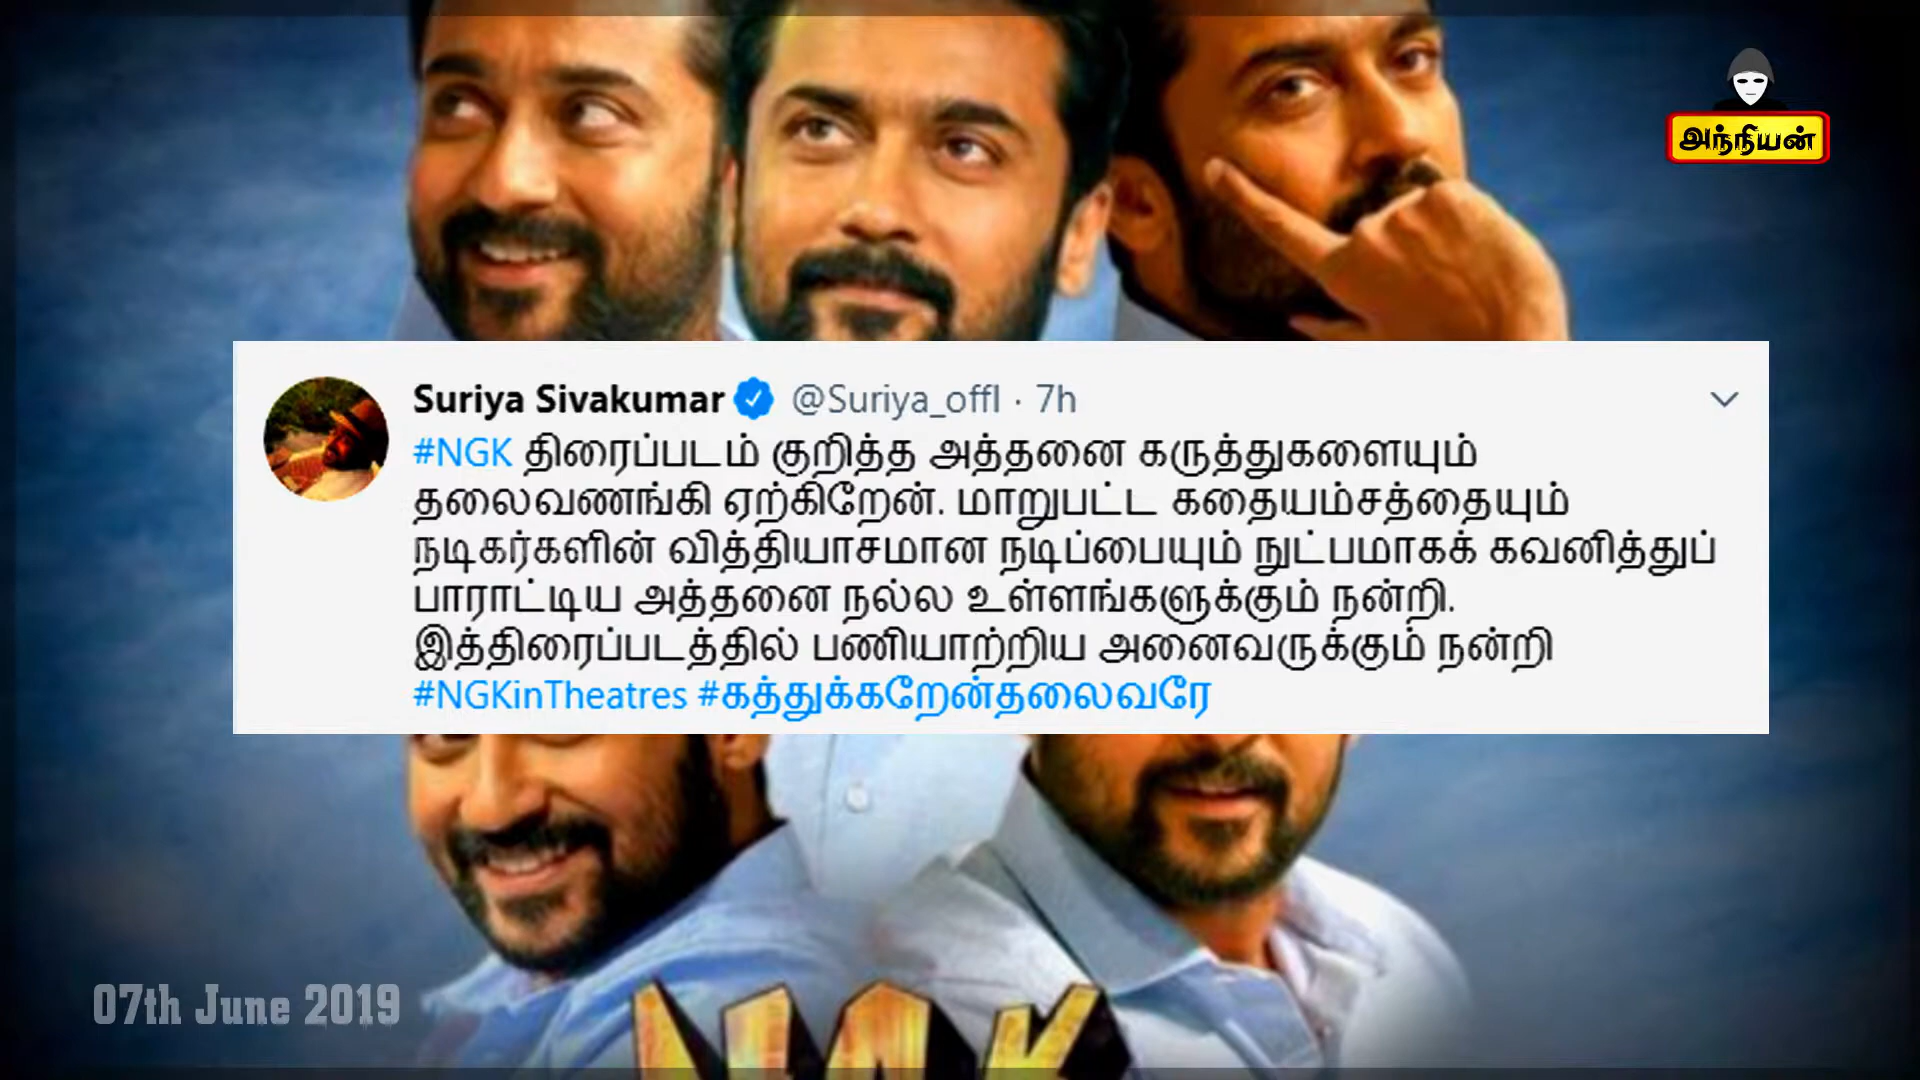 அந்நியன்
Suriya Sivakumar @Suriya_offl · 7h
#NGK திரைப்படம் குறித்த அத்தனை கருத்துகளையும்
தலைவணங்கி ஏற்கிறேன். மாறுபட்ட கதையம்சத்தையும்
நடிகர்களின் வித்தியாசமான நடிப்பையும் நுட்பமாகக் கவனித்துப்
பாராட்டிய அத்தனை நல்ல உள்ளங்களுக்கும் நன்றி.
இத்திரைப்படத்தில் பணியாற்றிய அனைவருக்கும் நன்றி
#NGKinTheatres #கத்துக்கறேன்தலைவரே
07th June 2019
NGK